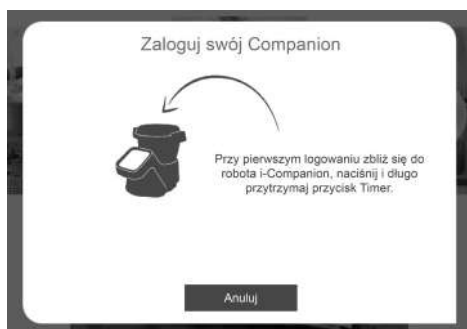 Zaloguj swój Companion
Przy pierwszym logowaniu zbliż się do
robota i-Companion, naciśnij i długo
przytrzymaj przycisk Timer.
Anuluj